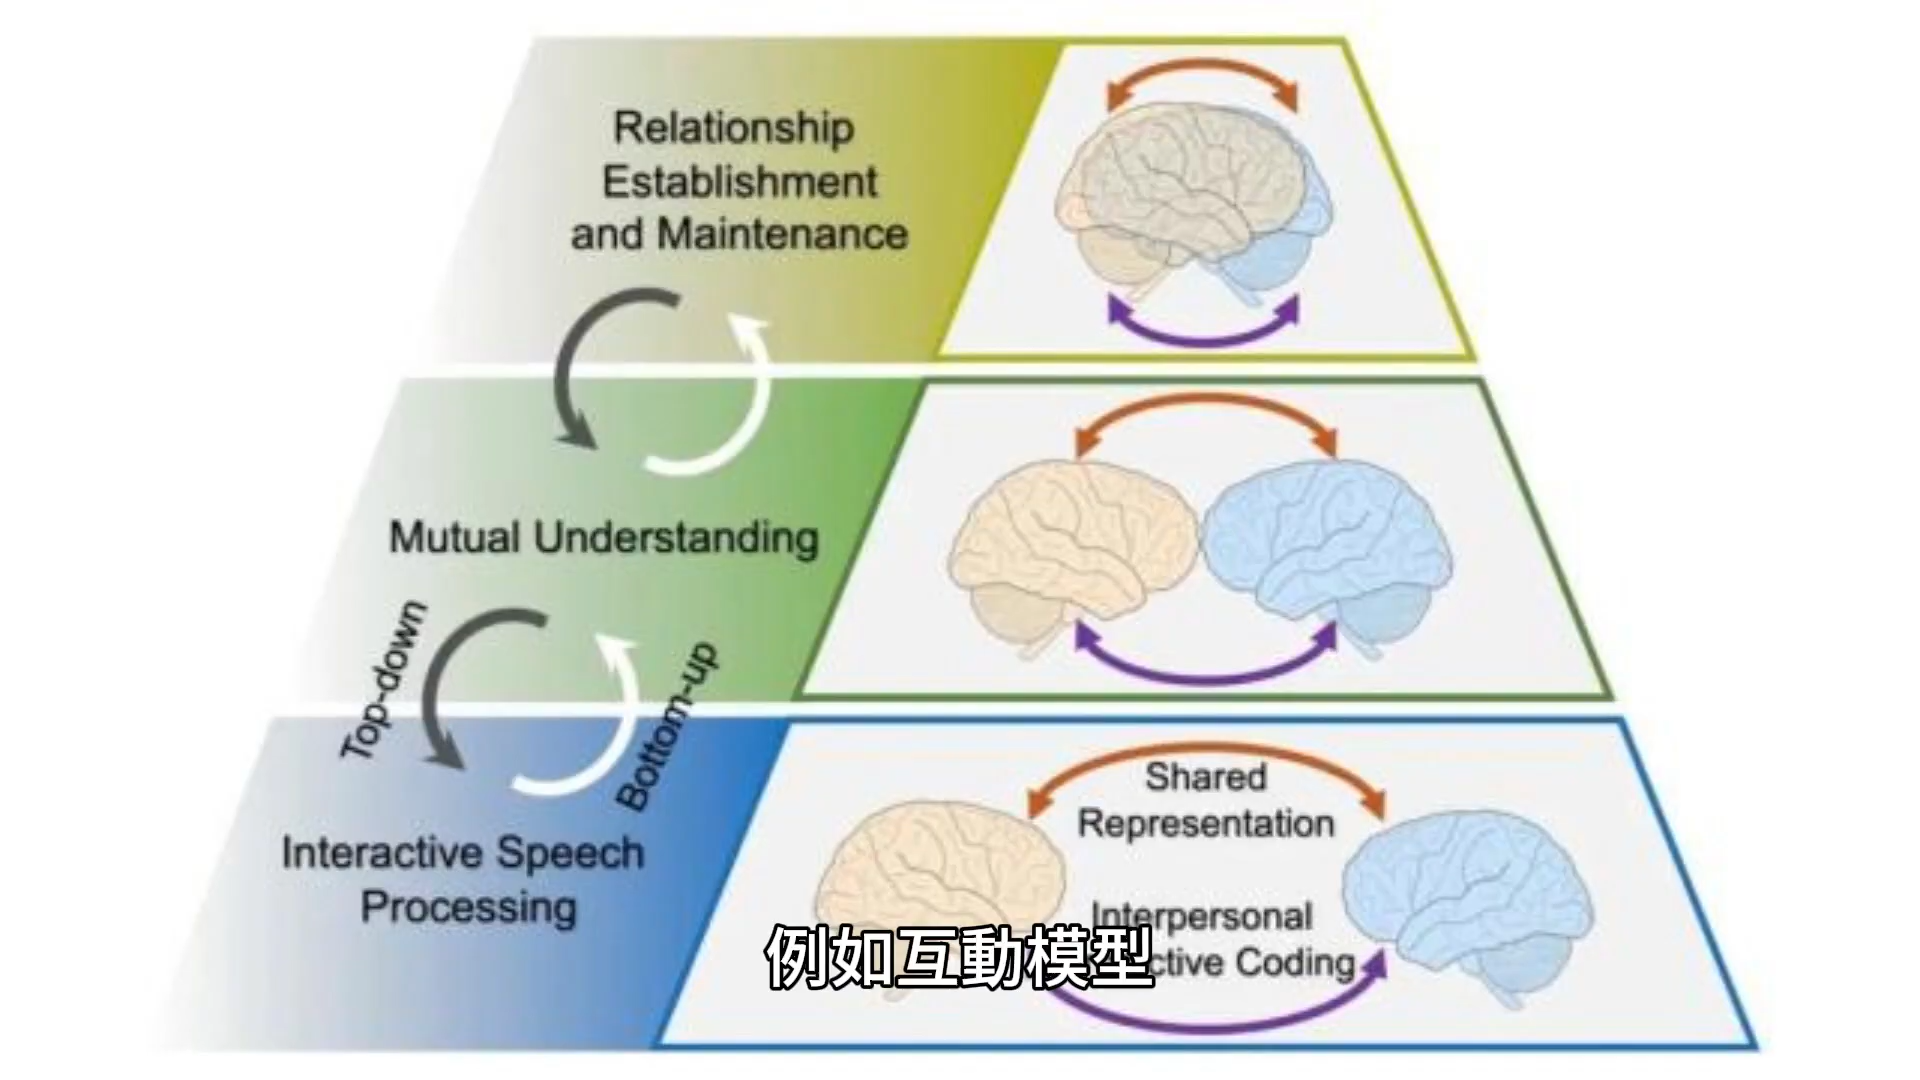 Relationship
Establishment
and Maintenance
Mutual Understanding
Top-down
Bottom-up
Interactive Speech
Processing
Shared
Representation
Interpersonal
Coding
例如互動模型